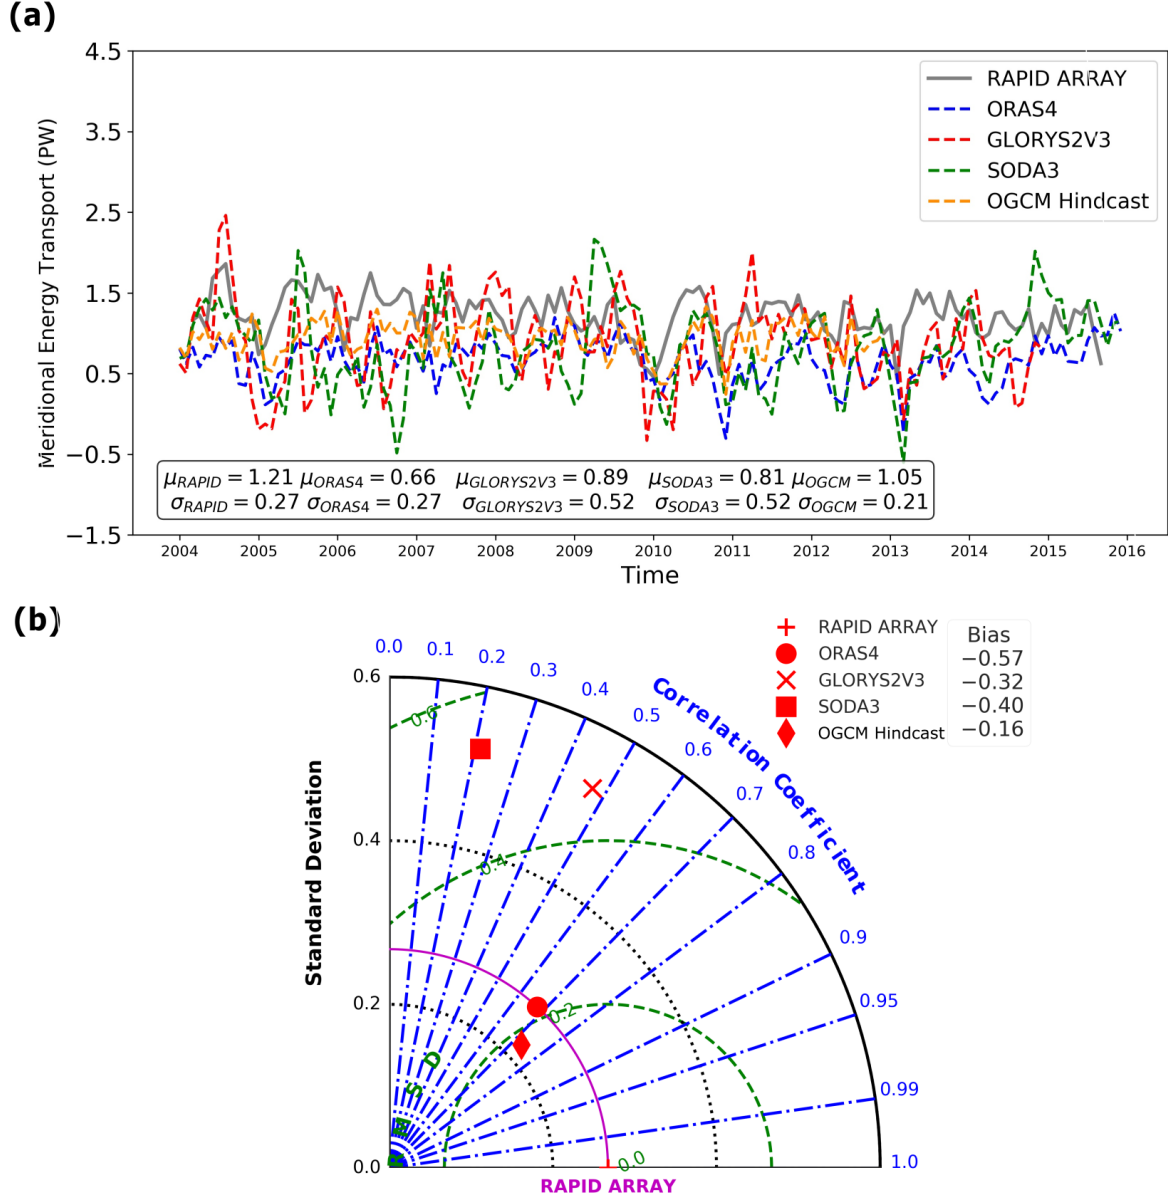 (a)
4.5
3.5
2.5
1.5
0.5
−0.5
−1.5
Meridional Energy Transport (PW)
RAPID ARRAY
ORAS4
GLORYS2V3
SODA3
OGCM Hindcast
μRAPID = 1.21 μORAS4 = 0.66 μGLORYS2V3 = 0.89 μSODA3 = 0.81 μOGCM = 1.05
σRAPID = 0.27 σORAS4 = 0.27 σGLORYS2V3 = 0.52 σSODA3 = 0.52 σOGCM = 0.21
2004 2005 2006 2007 2008 2009 2010 2011 2012 2013 2014 2015 2016
Time
(b)
RAPID ARRAY
ORAS4
GLORYS2V3
SODA3
OGCM Hindcast
Bias
−0.57
−0.32
−0.40
−0.16
0.0 0.1 0.2 0.3 0.4 0.5 0.6 0.7 0.8 0.9 0.95 0.99 1.0
Correlation Coefficient
Standard Deviation
0.6
0.4
0.2
0.0
0.6
0.4
0.2
0.0
R M S D
RAPID ARRAY